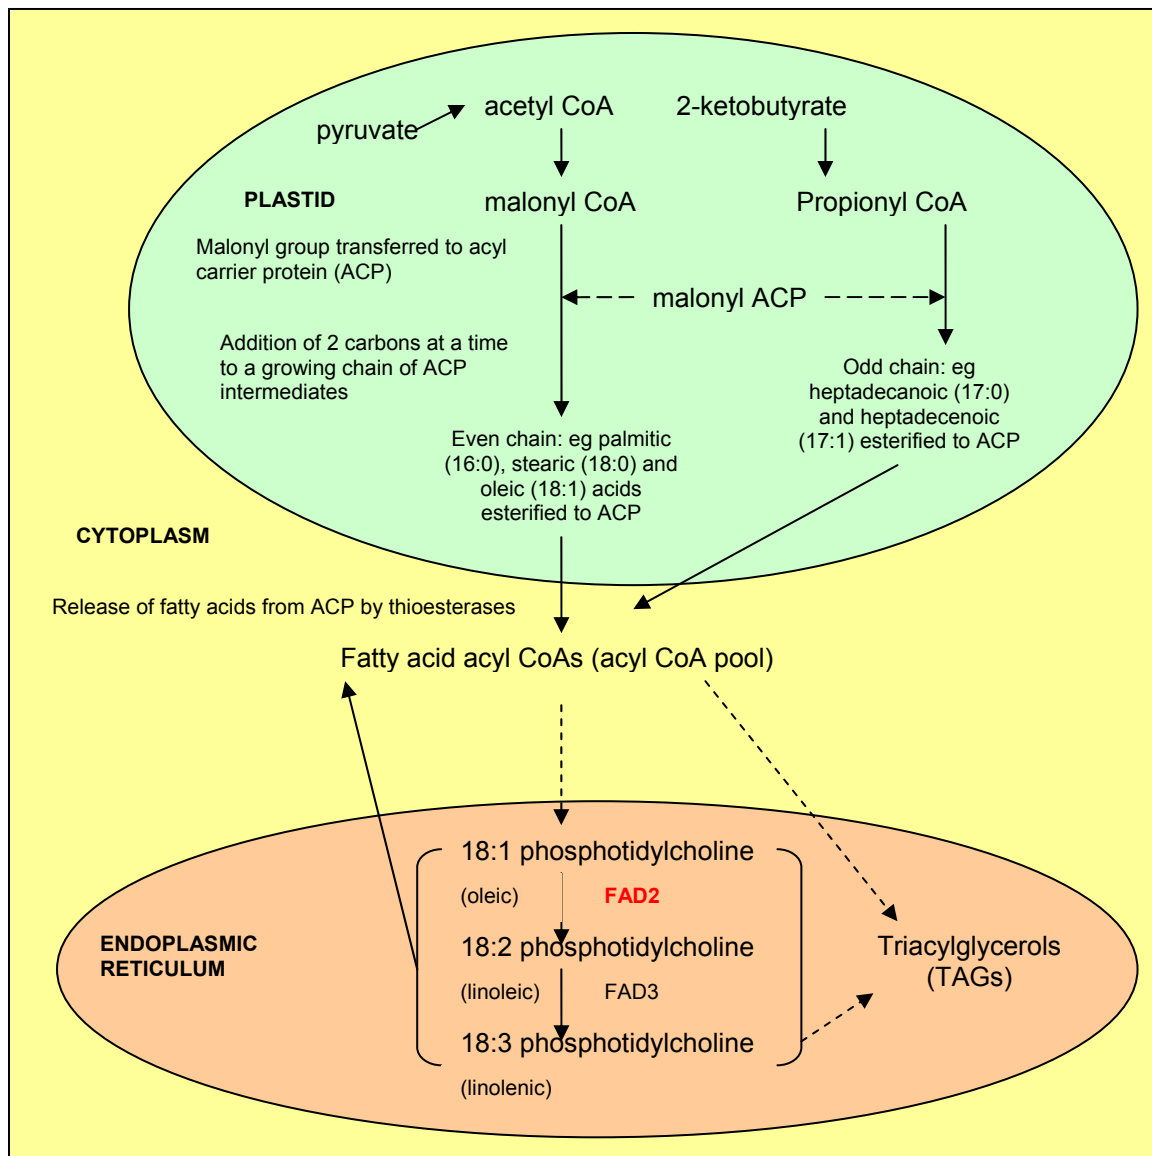 acetyl CoA
2-ketobutyrate
pyruvate
PLASTID
malonyl CoA
Propionyl CoA
Malonyl group transferred to acyl
carrier protein (ACP)
malonyl ACP
Addition of 2 carbons at a time
to a growing chain of ACP
intermediates
Odd chain: eg
heptadecanoic (17:0)
and heptadecenoic
(17:1) esterified to ACP
Even chain: eg palmitic
(16:0), stearic (18:0) and
oleic (18:1) acids
esterified to ACP
CYTOPLASM
Release of fatty acids from ACP by thioesterases
Fatty acid acyl CoAs (acyl CoA pool)
18:1 phosphotidylcholine
(oleic)
FAD2
ENDOPLASMIC
RETICULUM
18:2 phosphotidylcholine
(linoleic)
FAD3
18:3 phosphotidylcholine
(linolenic)
Triacylglycerols
(TAGs)